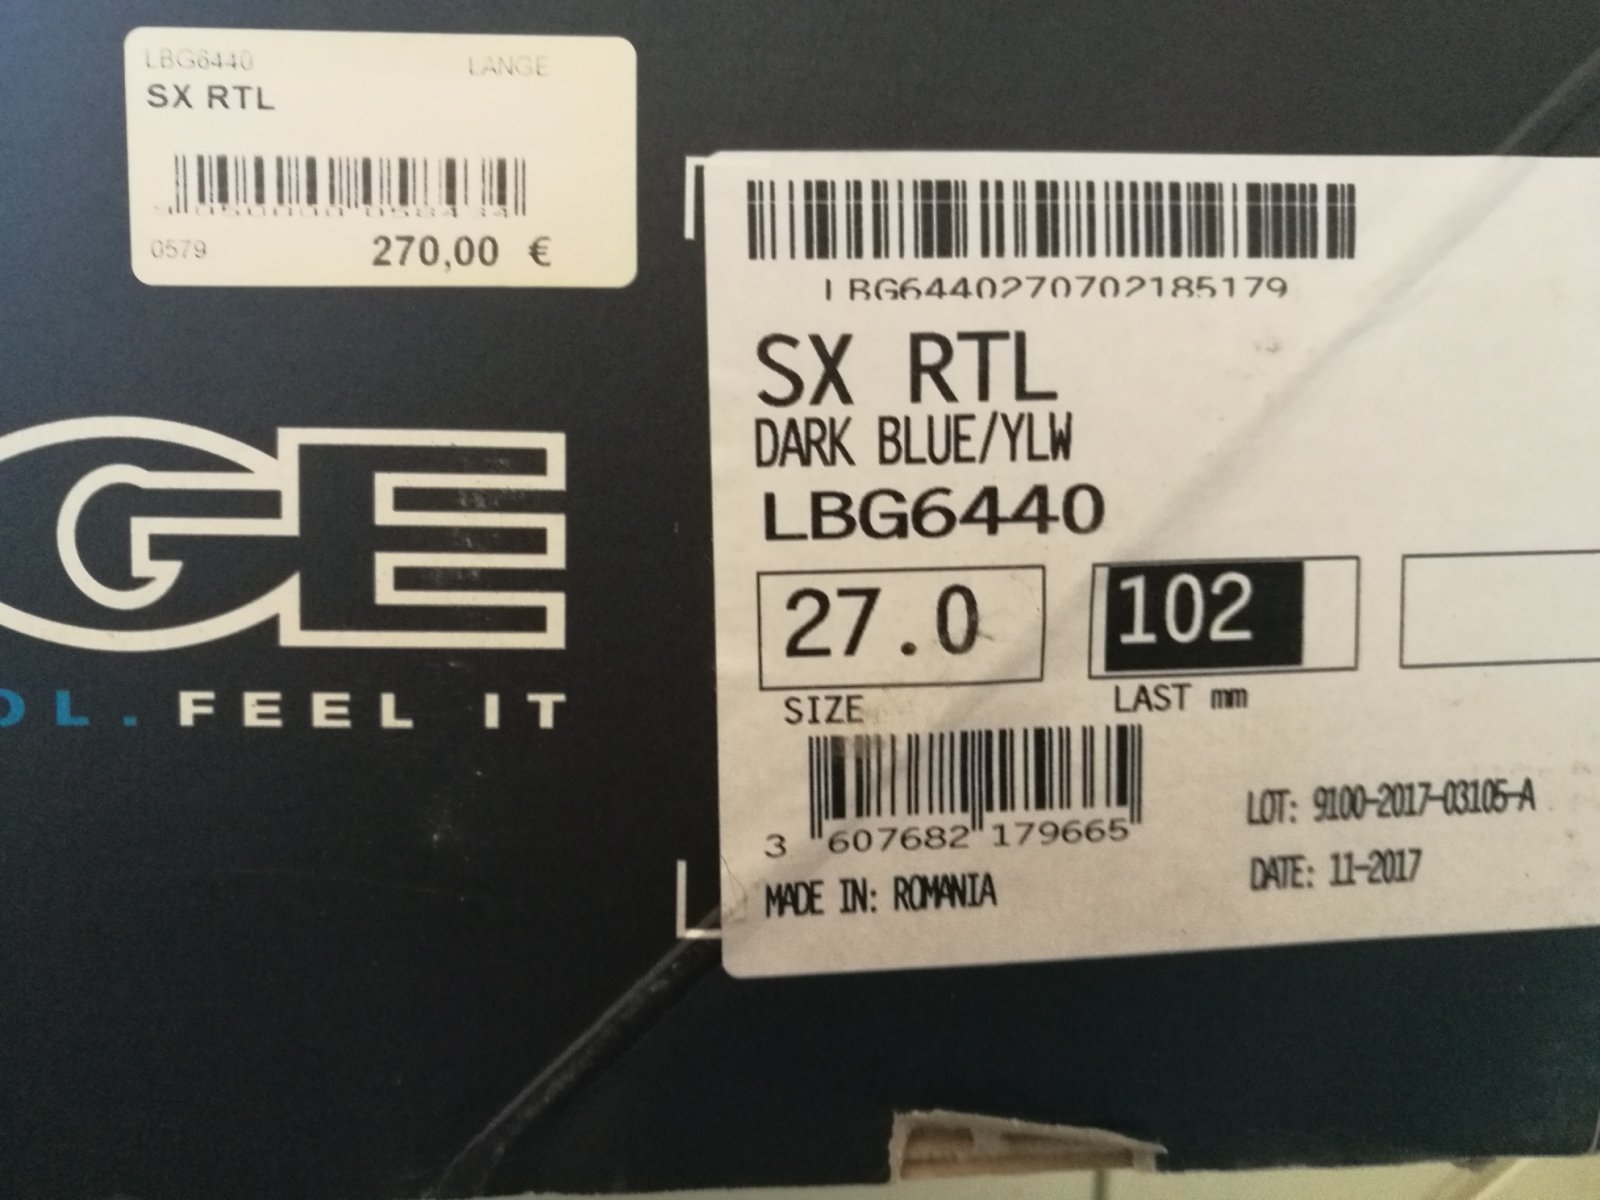 LBG6440 LANGE
SX RTL
0579 270,00 €
GE
OL. FEEL IT
LBG6440270702185179
SX RTL
DARK BLUE/YLW
LBG6440
27.0 102
SIZE LAST mm
3 607682 179665
LOT: 9100-2017-03105-A
DATE: 11-2017
MADE IN: ROMANIA